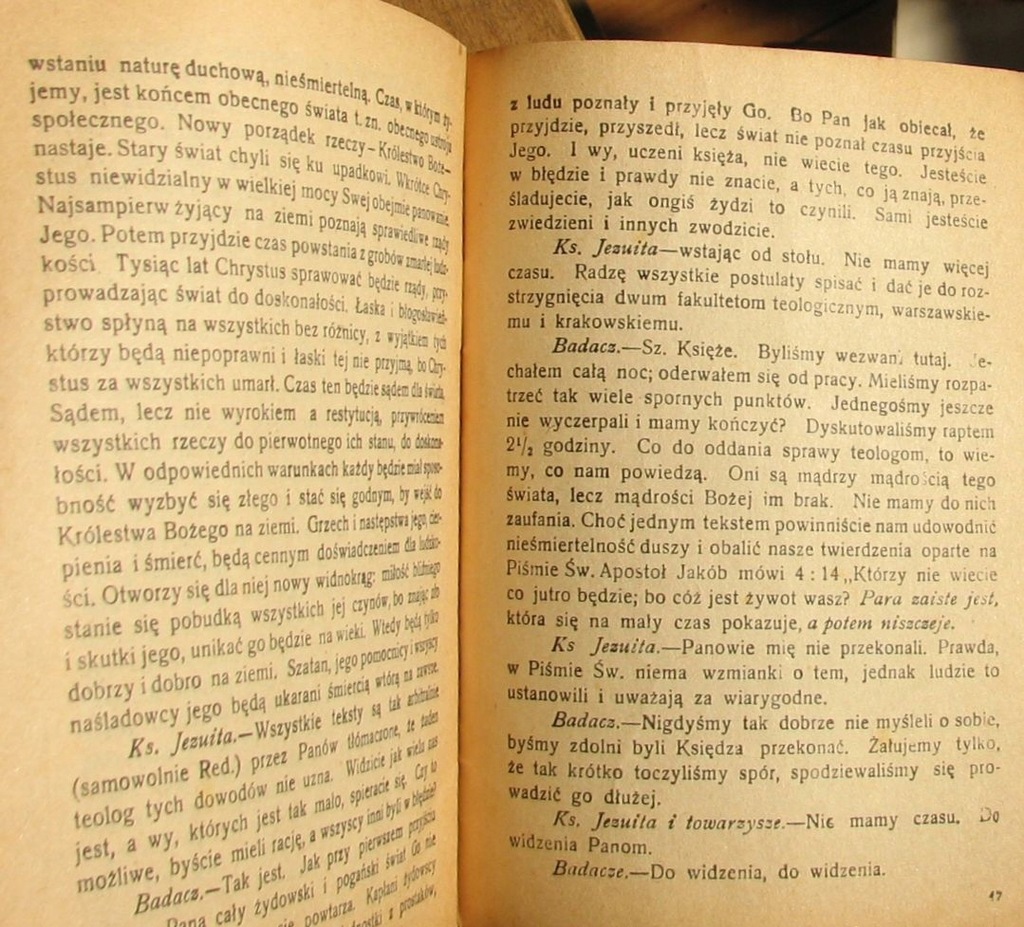 wstaniu naturę duchową, nieśmiertelną. Czas, w którym ży-
jemy, jest końcem obecnego świata t. zn. obecnego ustroju
społecznego. Nowy porządek rzeczy – Królestwo Boże –
nastaje. Stary świat chyli się ku upadkowi. Wkrótce Chry-
stus niewidzialny w wielkiej mocy Swej obejmie panowanie.
Najsampierw żyjący na ziemi poznają sprawiedliwe rządy
Jego. Potem przyjdzie czas powstania z grobów zmarłej ludz-
kości. Tysiąc lat Chrystus sprawować będzie rządy, przy-
prowadzając świat do doskonałości. Łaska i błogosławień-
stwo spłyną na wszystkich bez różnicy, z wyjątkiem tych
którzy będą niepoprawni i łaski tej nie przyjmą, bo Chry-
stus za wszystkich umarł. Czas ten będzie sądem dla świata.
Sądem, lecz nie wyrokiem a restytucją, przywróceniem
wszystkich rzeczy do pierwotnego ich stanu, do doskona-
łości. W odpowiednich warunkach każdy będzie miał sposo-
bność wyzbyć się złego i stać się godnym, by wejść do
Królestwa Bożego na ziemi. Grzech i następstwa jego, cier-
pienia i śmierć, będą cennym doświadczeniem dla ludzko-
ści. Otworzy się dla niej nowy widnokrąg: miłość bliźniego
stanie się pobudką wszystkich jej czynów, bo znając zło
i skutki jego, unikać go będzie na wieki. Wtedy będą tylko
dobrzy i dobro na ziemi. Szatan, jego pomocnicy i wszyscy
naśladowcy jego będą ukarani śmiercią wtórą na zawsze.
Ks. Jezuita.—Wszystkie teksty są tak arbitralnie
(samowolnie Red.) przez Panów tłómaczone, że żaden
teolog tych dowodów nie uzna. Widzicie jak wielu nas
jest, a wy, których jest tak mało, spieracie się. Czy to
możliwe, byście mieli rację, a wszyscy inni byli w błędzie?
Badacz.—Tak jest. Jak przy pierwszem przyjściu
Pana cały żydowski i pogański świat Go nie
się powtarza. Kapłani żydowscy
z prostaków,
z ludu poznały i przyjęły Go. Bo Pan jak obiecał, że
przyjdzie, przyszedł, lecz świat nie poznał czasu przyjścia
Jego. I wy, uczeni księża, nie wiecie tego. Jesteście
w błędzie i prawdy nie znacie, a tych, co ją znają, prze-
śladujecie, jak ongiś żydzi to czynili. Sami jesteście
zwiedzieni i innych zwodzicie.
Ks. Jezuita—wstając od stołu. Nie mamy więcej
czasu. Radzę wszystkie postulaty spisać i dać je do roz-
strzygnięcia dwum fakultetom teologicznym, warszawskie-
mu i krakowskiemu.
Badacz.—Sz. Księże. Byliśmy wezwani tutaj. Je-
chałem całą noc; oderwałem się od pracy. Mieliśmy rozpa-
trzeć tak wiele spornych punktów. Jednegośmy jeszcze
nie wyczerpali i mamy kończyć? Dyskutowaliśmy raptem
2¹/₂ godziny. Co do oddania sprawy teologom, to wie-
my, co nam powiedzą. Oni są mądrzy mądrością tego
świata, lecz mądrości Bożej im brak. Nie mamy do nich
zaufania. Choć jednym tekstem powinniście nam udowodnić
nieśmiertelność duszy i obalić nasze twierdzenia oparte na
Piśmie Św. Apostoł Jakób mówi 4 : 14 „Którzy nie wiecie
co jutro będzie; bo cóż jest żywot wasz? Para zaiste jest,
która się na mały czas pokazuje, a potem niszczeje.
Ks Jezuita.—Panowie mię nie przekonali. Prawda,
w Piśmie Św. niema wzmianki o tem, jednak ludzie to
ustanowili i uważają za wiarygodne.
Badacz.—Nigdyśmy tak dobrze nie myśleli o sobie,
byśmy zdolni byli Księdza przekonać. Żałujemy tylko,
że tak krótko toczyliśmy spór, spodziewaliśmy się pro-
wadzić go dłużej.
Ks. Jezuita i towarzysze.—Nie mamy czasu. Do
widzenia Panom.
Badacze.—Do widzenia, do widzenia.
17